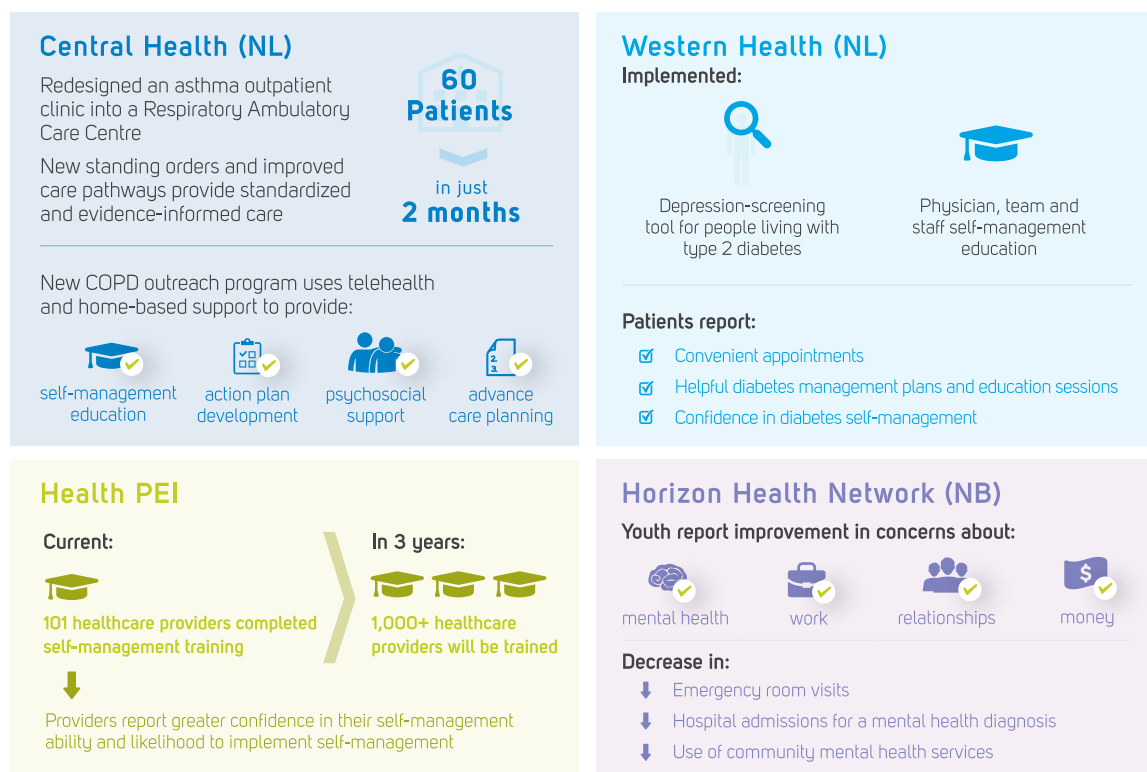 Central Health (NL)
Redesigned an asthma outpatient
clinic into a Respiratory Ambulatory
Care Centre
New standing orders and improved
care pathways provide standardized
and evidence-informed care
60
Patients
in just
2 months
New COPD outreach program uses telehealth
and home-based support to provide:
self-management
education
action plan
development
psychosocial
support
2.
3.
advance
care planning
Western Health (NL)
Implemented:
Depression-screening
tool for people living with
type 2 diabetes
Physician, team and
staff self-management
education
Patients report:
Convenient appointments
Helpful diabetes management plans and education sessions
Confidence in diabetes self-management
Health PEI
Current:
101 healthcare providers completed
self-management training
In 3 years:
1,000+ healthcare
providers will be trained
Providers report greater confidence in their self-management
ability and likelihood to implement self-management
Horizon Health Network (NB)
Youth report improvement in concerns about:
mental health
work
relationships
$
money
Decrease in:
Emergency room visits
Hospital admissions for a mental health diagnosis
Use of community mental health services